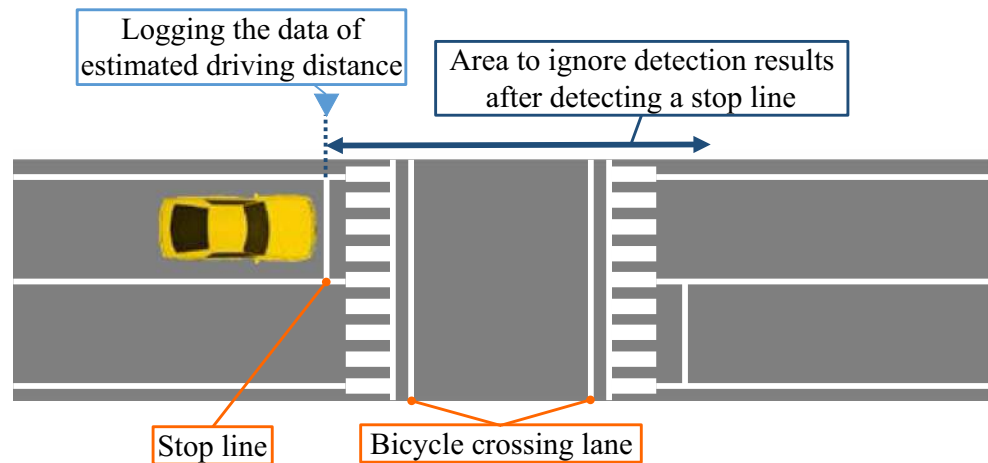 Logging the data of
estimated driving distance
Area to ignore detection results
after detecting a stop line
Stop line
Bicycle crossing lane